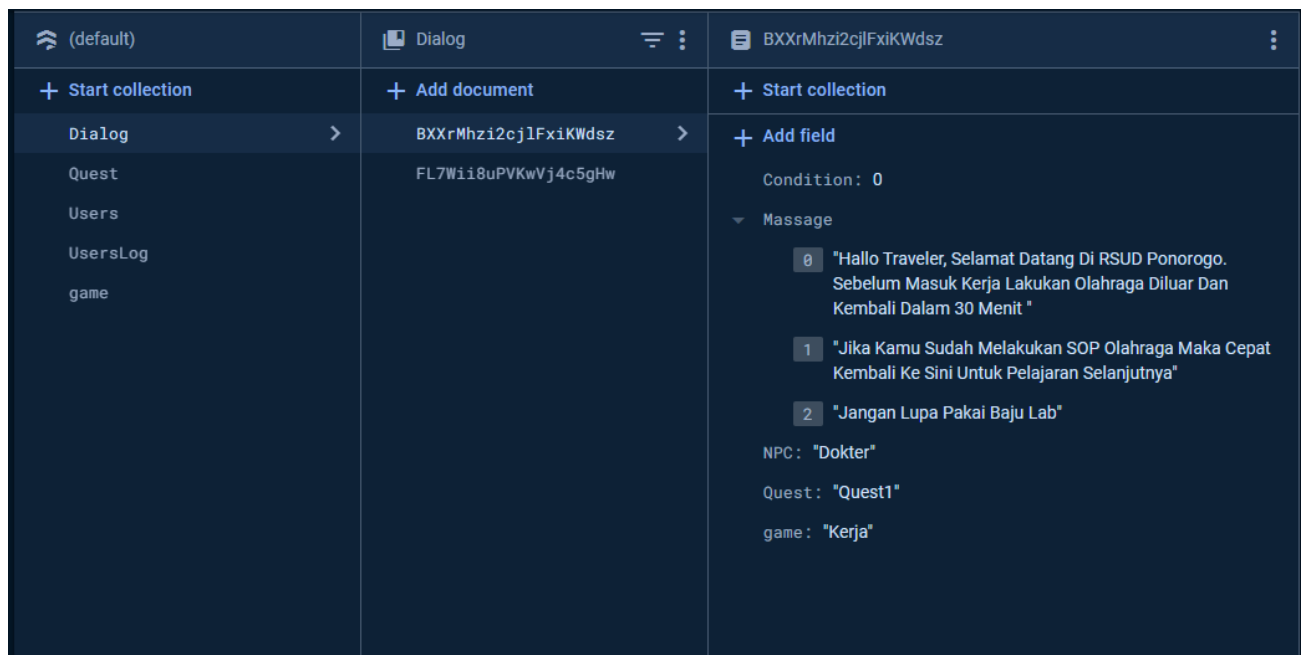 (default)
Dialog
BXXrMhzi2cjlFxiKWdsz
+ Start collection
+ Add document
+ Start collection
Dialog
Quest
Users
UsersLog
game
BXXrMhzi2cjlFxiKWdsz
FL7Wii8uPVKwVj4c5gHw
+ Add field
Condition: 0
Massage
0 "Hallo Traveler, Selamat Datang Di RSUD Ponorogo.
Sebelum Masuk Kerja Lakukan Olahraga Diluar Dan
Kembali Dalam 30 Menit "
1 "Jika Kamu Sudah Melakukan SOP Olahraga Maka Cepat
Kembali Ke Sini Untuk Pelajaran Selanjutnya"
2 "Jangan Lupa Pakai Baju Lab"
NPC: "Dokter"
Quest: "Quest1"
game: "Kerja"